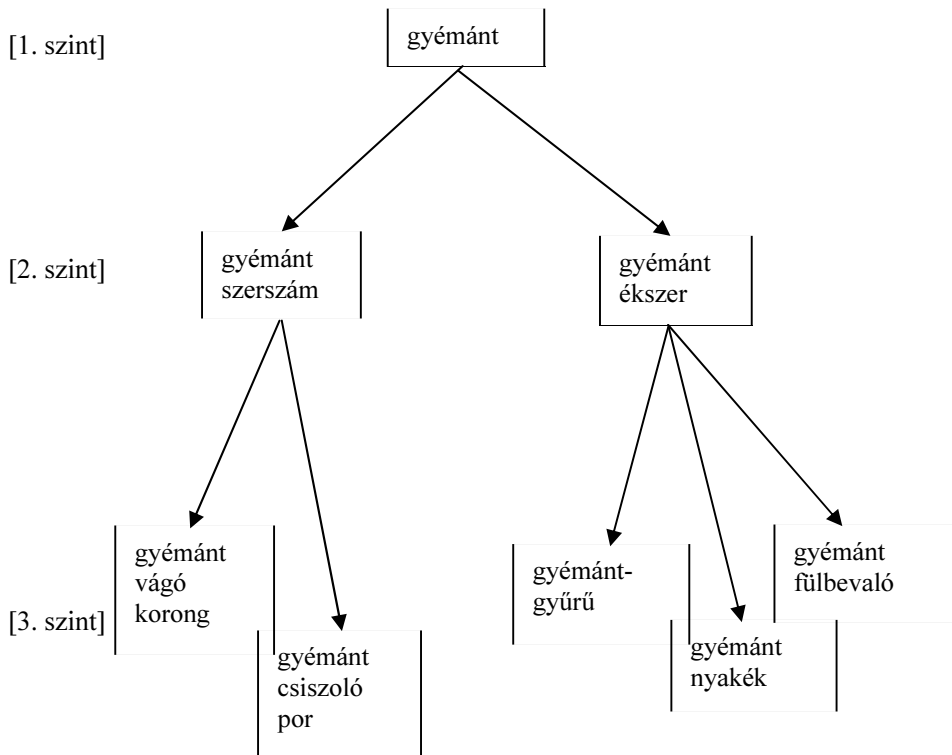 [1. szint]
gyémánt
[2. szint]
gyémánt
szerszám
gyémánt
ékszer
[3. szint]
gyémánt
vágó
korong
gyémánt
csiszoló
por
gyémánt-
gyűrű
gyémánt
nyakék
gyémánt
fülbevaló